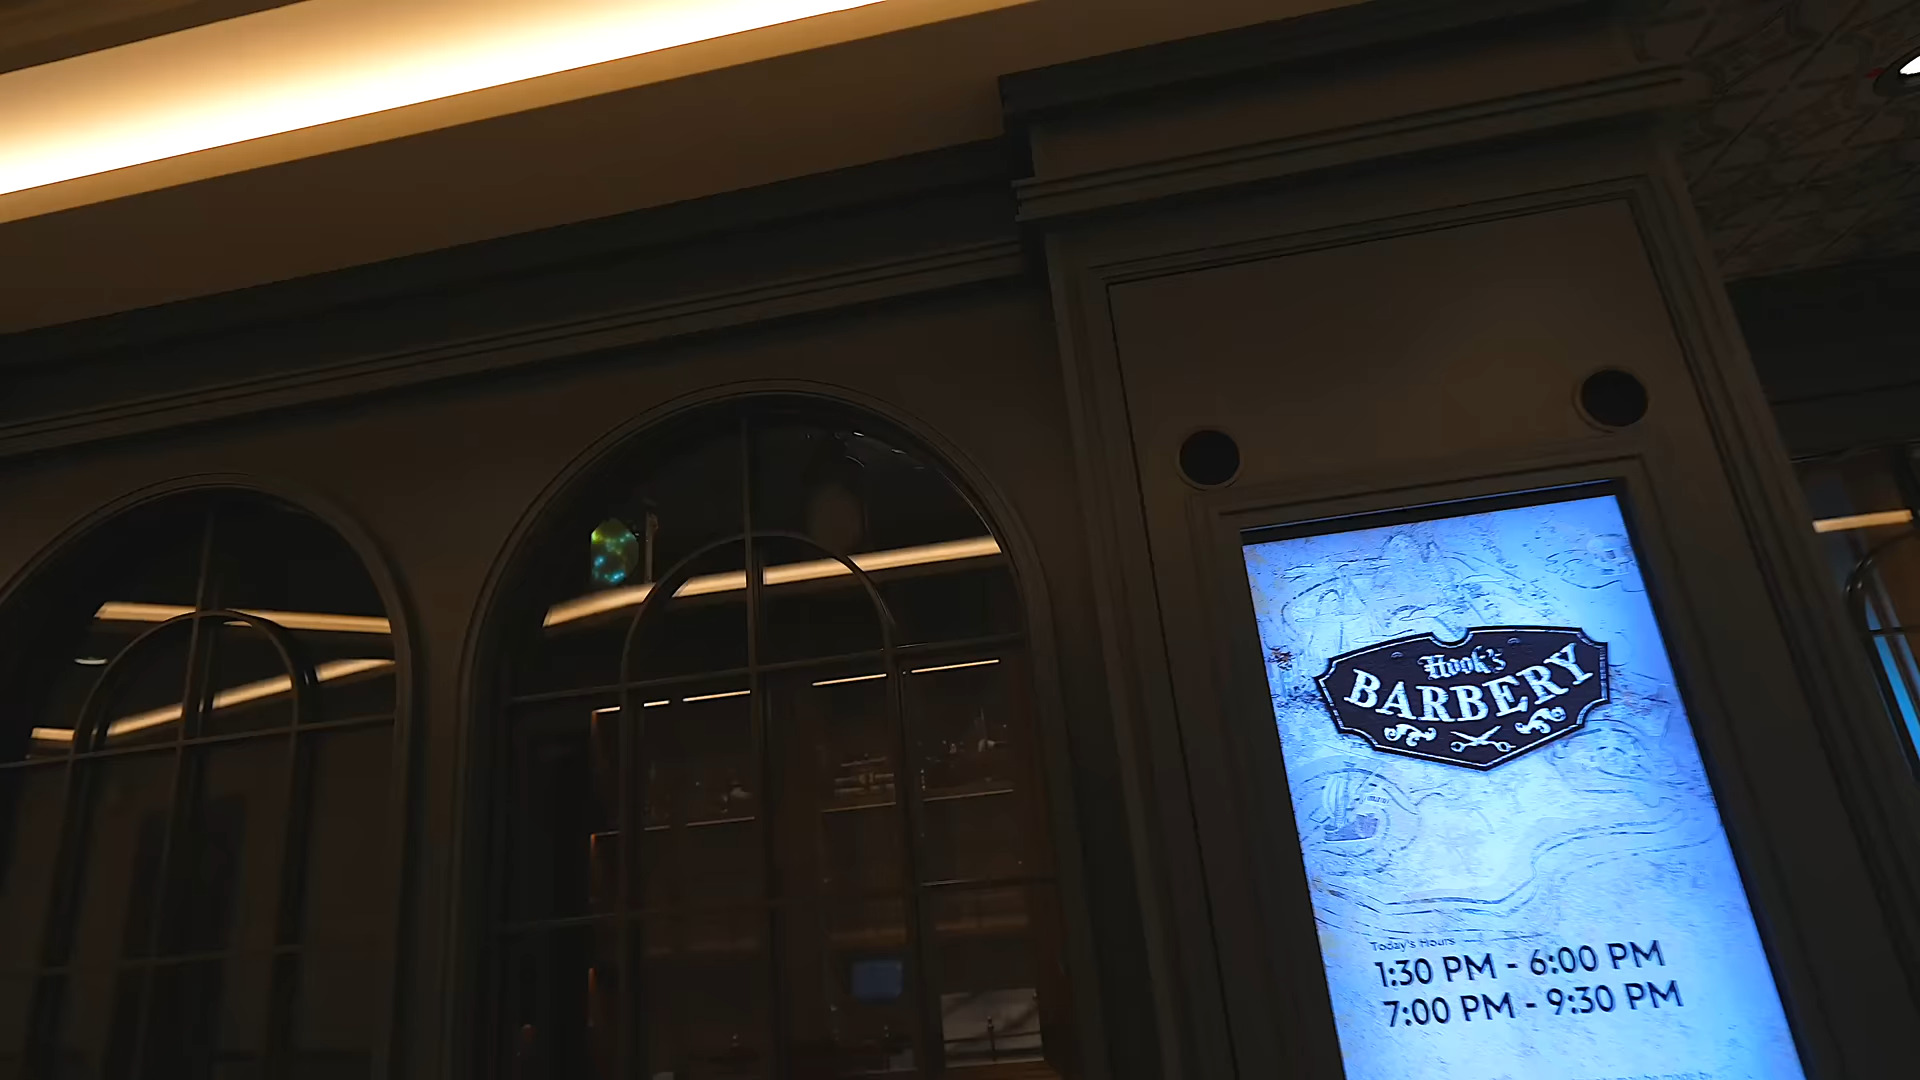 Hook's
BARBERY
Today's Hours
1:30 PM - 6:00 PM
7:00 PM - 9:30 PM